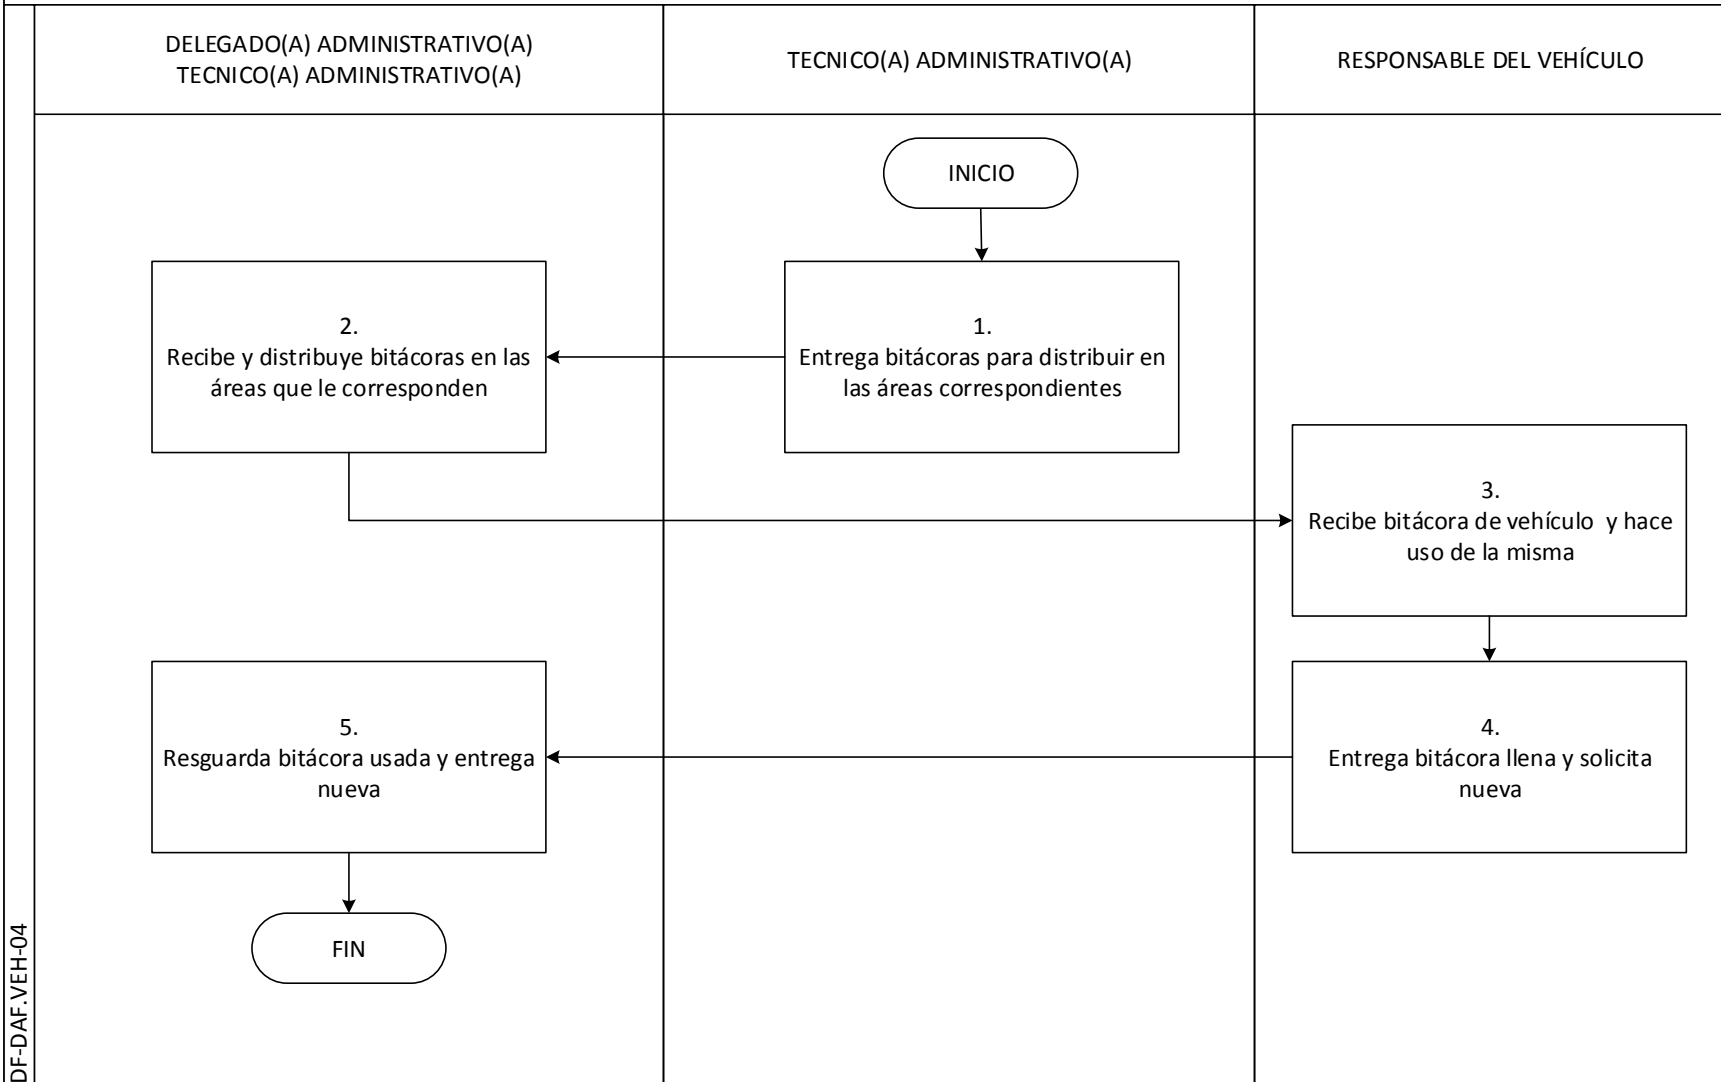 DELEGADO(A) ADMINISTRATIVO(A)
TECNICO(A) ADMINISTRATIVO(A)
TECNICO(A) ADMINISTRATIVO(A)
RESPONSABLE DEL VEHÍCULO
INICIO
1.
Entrega bitácoras para distribuir en
las áreas correspondientes
2.
Recibe y distribuye bitácoras en las
áreas que le corresponden
3.
Recibe bitácora de vehículo y hace
uso de la misma
4.
Entrega bitácora llena y solicita
nueva
5.
Resguarda bitácora usada y entrega
nueva
FIN
DF-DAF.VEH-04